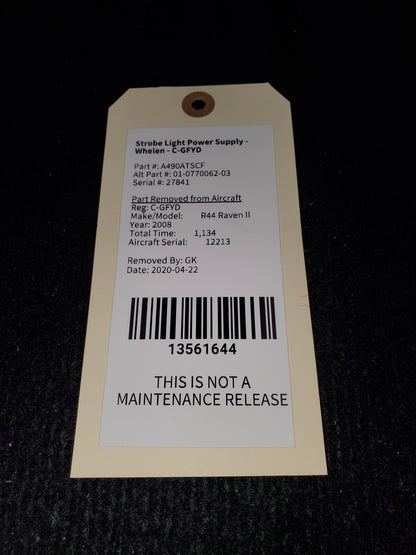 Strobe Light Power Supply -
Whelen - C-GFYD
Part #: A490ATSCF
Alt Part #: 01-0770062-03
Serial #: 27841
Part Removed from Aircraft
Reg: C-GFYD
Make/Model: R44 Raven II
Year: 2008
Total Time: 1,134
Aircraft Serial: 12213
Removed By: GK
Date: 2020-04-22
13561644
THIS IS NOT A
MAINTENANCE RELEASE